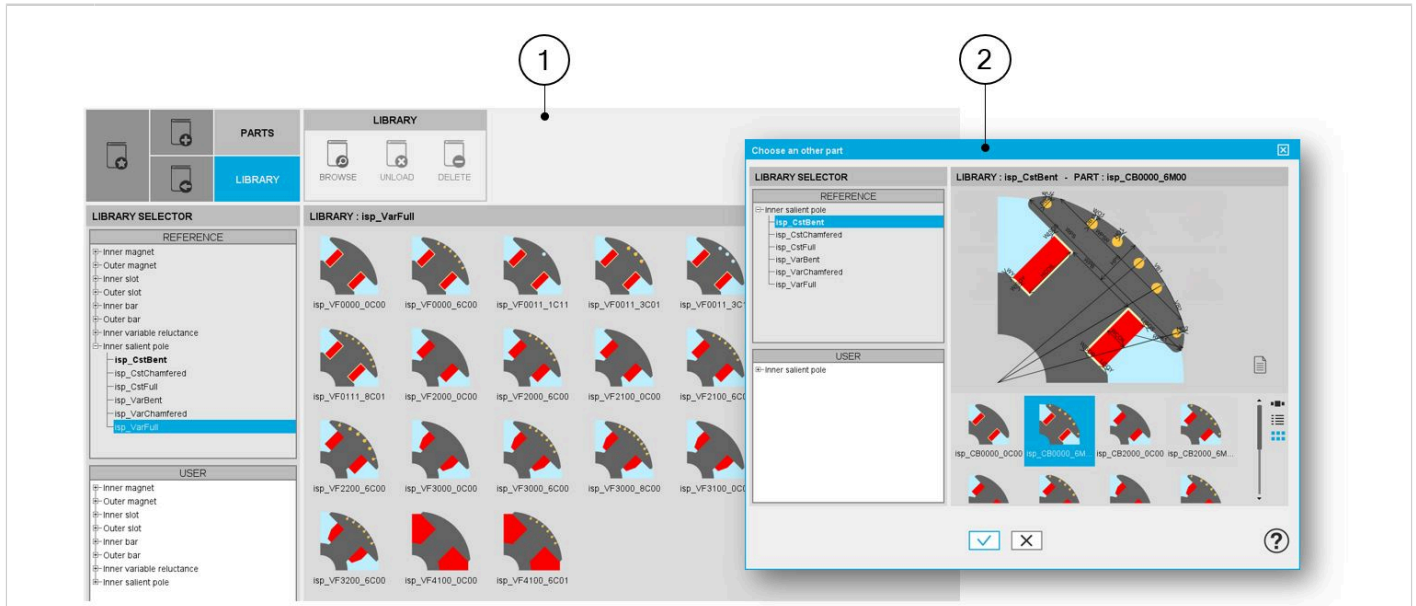 1
2
PARTS
LIBRARY
LIBRARY
BROWSE
UNLOAD
DELETE
LIBRARY SELECTOR
REFERENCE
Inner magnet
Outer magnet
Inner slot
Outer slot
Inner bar
Outer bar
Inner variable reluctance
Inner salient pole
isp_CstBent
isp_CstChamfered
isp_CstFull
isp_VarBent
isp_VarChamfered
isp_VarFull
USER
Inner magnet
Outer magnet
Inner slot
Outer slot
Inner bar
Outer bar
Inner variable reluctance
Inner salient pole
LIBRARY : isp_VarFull
isp_VF0000_0C00 isp_VF0000_6C00 isp_VF0011_1C11 isp_VF0011_3C01 isp_VF0011_3C
isp_VF0111_8C01 isp_VF2000_0C00 isp_VF2000_6C00 isp_VF2100_0C00 isp_VF2100_6C
isp_VF2200_6C00 isp_VF3000_0C00 isp_VF3000_6C00 isp_VF3000_8C00 isp_VF3100_0C
isp_VF3200_6C00 isp_VF4100_0C00 isp_VF4100_6C01
Choose an other part
LIBRARY SELECTOR
REFERENCE
Inner salient pole
isp_CstBent
isp_CstChamfered
isp_CstFull
isp_VarBent
isp_VarChamfered
isp_VarFull
USER
Inner salient pole
LIBRARY : isp_CstBent - PART : isp_CB0000_6M00
isp_CB0000_0C00 isp_CB0000_6M... isp_CB2000_0C00 isp_CB2000_6M...
?